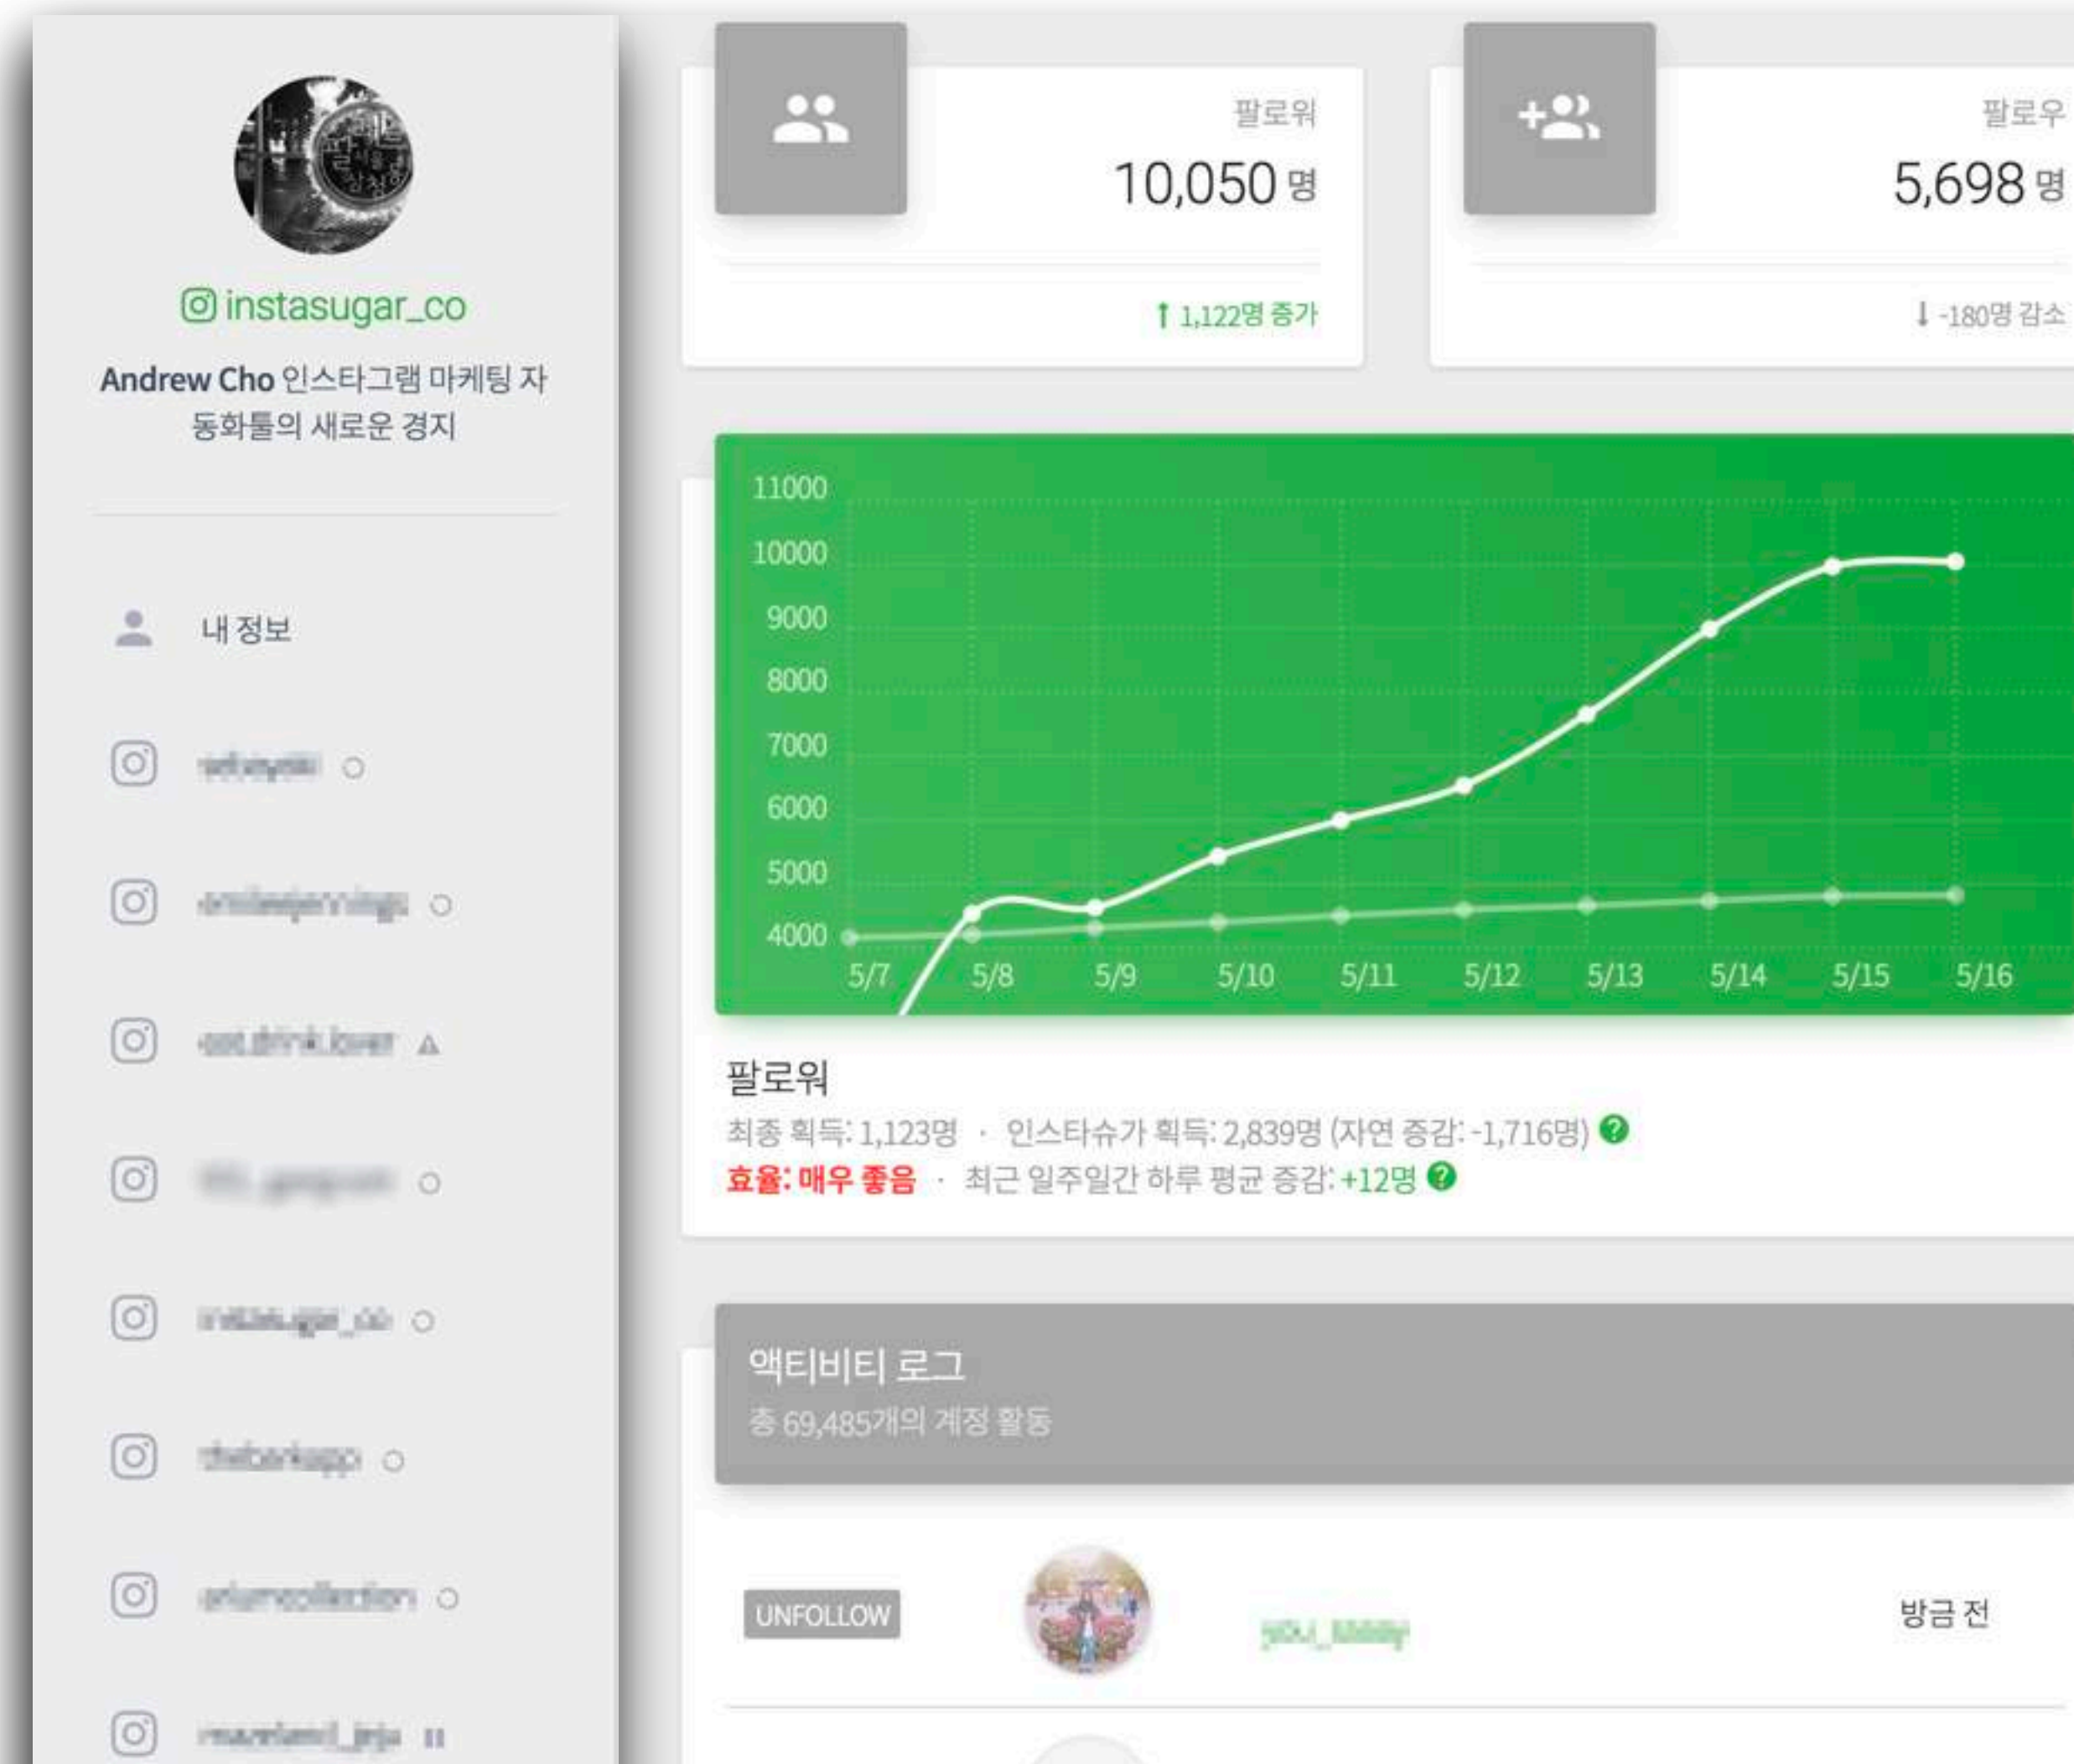 instasugar_co
Andrew Cho 인스타그램 마케팅 자
동화툴의 새로운 경지
내 정보
팔로워
10,050 명
↑ 1,122명 증가
팔로우
5,698 명
↓ -180명 감소
11000
10000
9000
8000
7000
6000
5000
4000
5/7 5/8 5/9 5/10 5/11 5/12 5/13 5/14 5/15 5/16
팔로워
최종 획득: 1,123명 · 인스타슈가 획득: 2,839명 (자연 증감: -1,716명) ?
효율: 매우 좋음 · 최근 일주일간 하루 평균 증감: +12명 ?
액티비티 로그
총 69,485개의 계정 활동
UNFOLLOW
방금 전